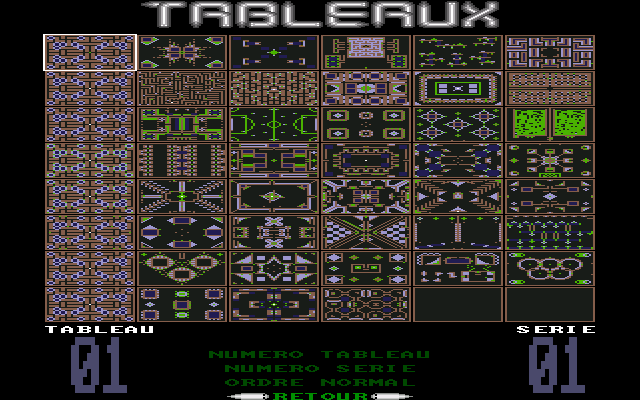 TABLEAUX
TABLEAU SERIE
01 01
NUMERO TABLEAU
NUMERO SERIE
ORDRE NORMAL
RETOUR